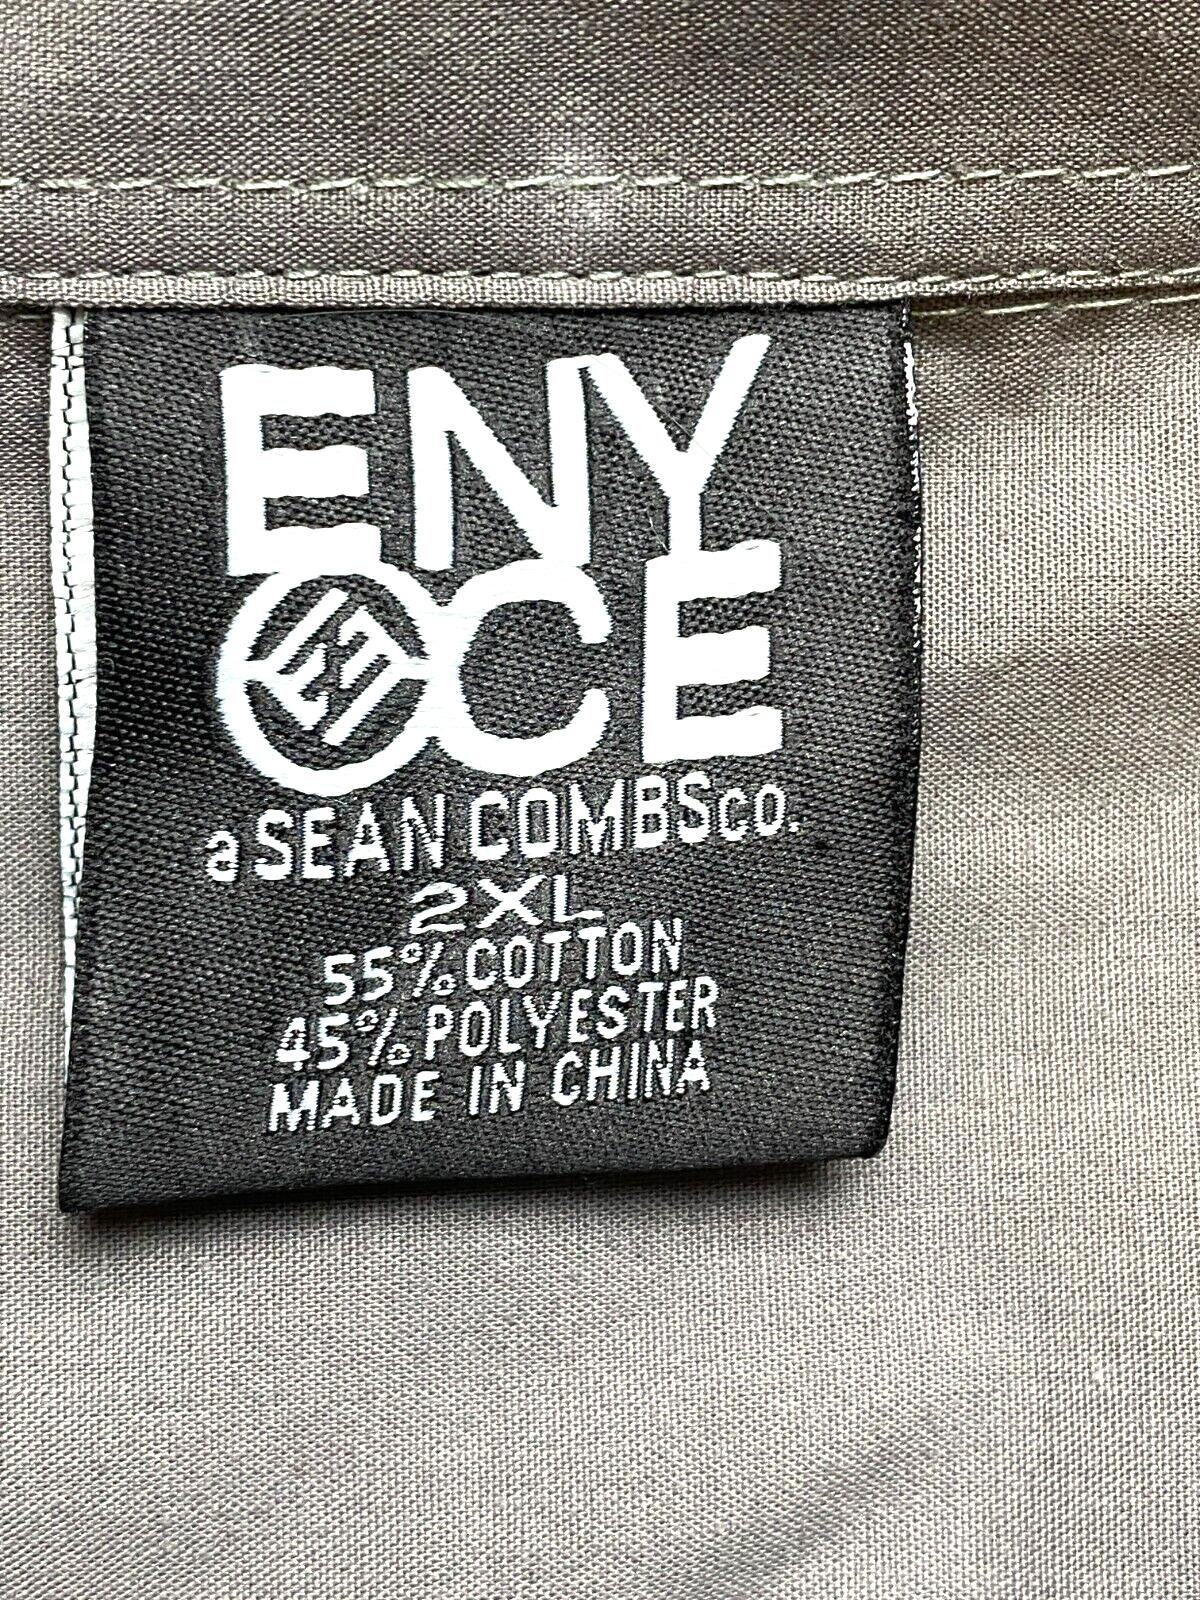 ENY
CE
a SEAN COMBS CO.
2XL
55% COTTON
45% POLYESTER
MADE IN CHINA